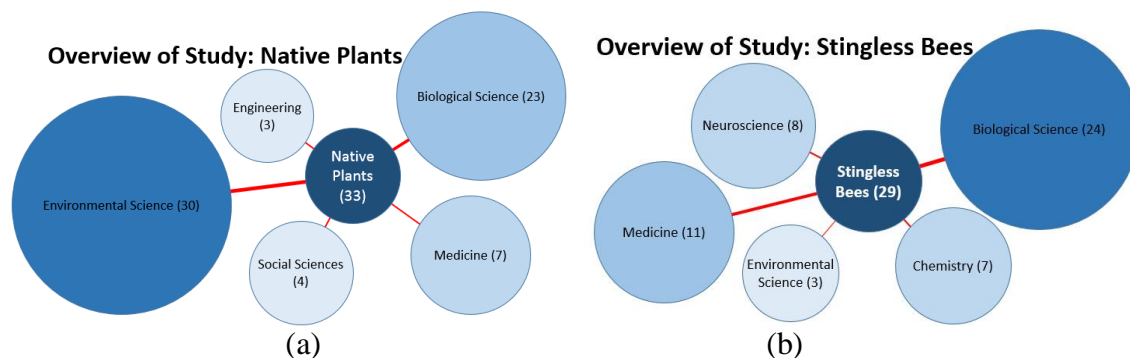 Overview of Study: Native Plants
Engineering
(3)
Biological Science (23)
Native
Plants
(33)
Environmental Science (30)
Social Sciences
(4)
Medicine (7)
(a)
Overview of Study: Stingless Bees
Neuroscience (8)
Biological Science (24)
Stingless
Bees (29)
Medicine (11)
Environmental
Science (3)
Chemistry (7)
(b)